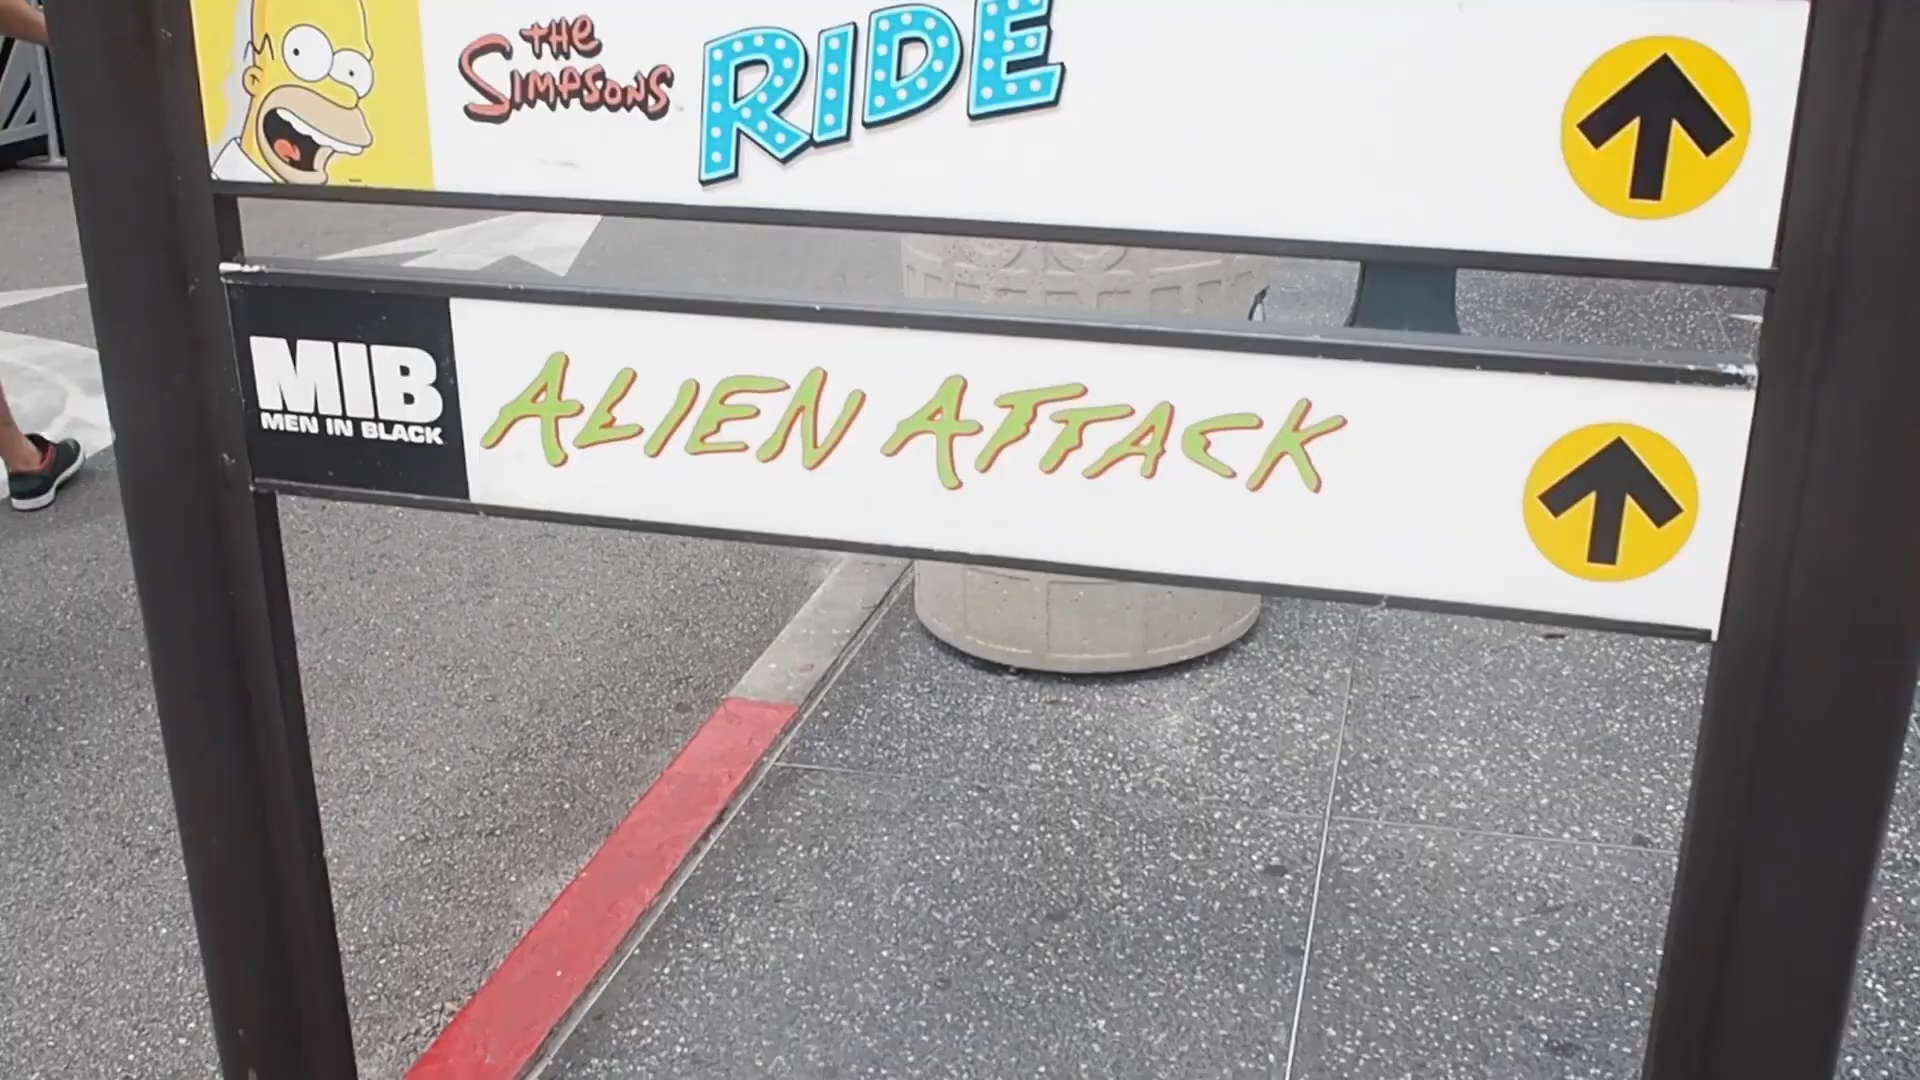 THE
SIMPSONS RIDE
MIB
MEN IN BLACK
ALIEN ATTACK